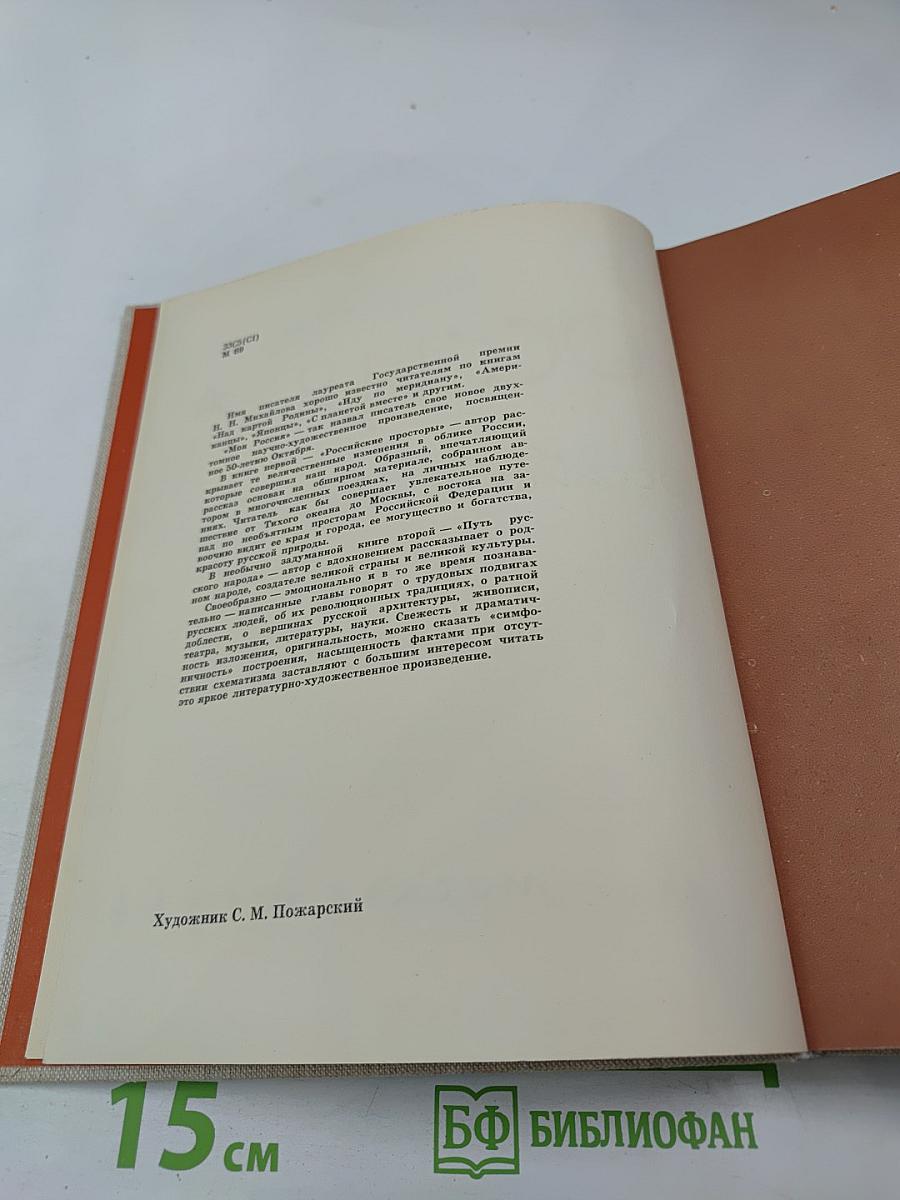 33С5(С1)
М 69
Имя писателя лауреата Государственной премии
Н. Н. Михайлова хорошо известно читателям по книгам
«Над картой Родины», «Иду по меридиану», «Амери-
канцы», «Японцы», «С планетой вместе» и другим.
«Моя Россия» — так назвал писатель свое новое двух-
томное научно-художественное произведение, посвящен-
ное 50-летию Октября.
В книге первой — «Российские просторы» — автор рас-
крывает те величественные изменения в облике России,
которые совершил наш народ. Образный, впечатляющий
рассказ основан на обширном материале, собранном ав-
тором в многочисленных поездках, на личных наблюде-
ниях. Читатель как бы совершает увлекательное путе-
шествие от Тихого океана до Москвы, с востока на за-
пад по необъятным просторам Российской Федерации и
воочию видит ее края и города, ее могущество и богатства,
красоту русской природы.
В необычно задуманной книге второй — «Путь рус-
ского народа» — автор с вдохновением рассказывает о род-
ном народе, создателе великой страны и великой культуры.
Своеобразно — эмоционально и в то же время познава-
тельно — написанные главы говорят о трудовых подвигах
русских людей, об их революционных традициях, о ратной
доблести, о вершинах русской архитектуры, живописи,
театра, музыки, литературы, науки. Свежесть и драматич-
ность изложения, оригинальность, можно сказать «симфо-
ничность» построения, насыщенность фактами при отсут-
ствии схематизма заставляют с большим интересом читать
это яркое литературно-художественное произведение.
Художник С. М. Пожарский
15 см
БФ БИБЛИОФАН